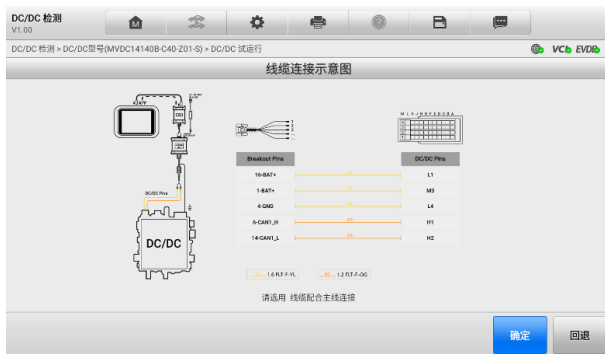 DC/DC 检测
V1.00
M
DC/DC 检测 > DC/DC型号(MVDC14140B-C40-Z01-S) > DC/DC 试运行
VCI EVDB
线缆连接示意图
M L K J H G F E D C B A
Breakout Pins
DC/DC Pins
16-BAT+
L1
1-BAT+
M3
4-GND
L4
6-CAN1_H
H1
14-CAN1_L
H2
DC/DC Pins
DC/DC
1.6 FLT-F-YL
1.2 FLT-F-OG
请选用 线缆配合主线连接
确定
回退